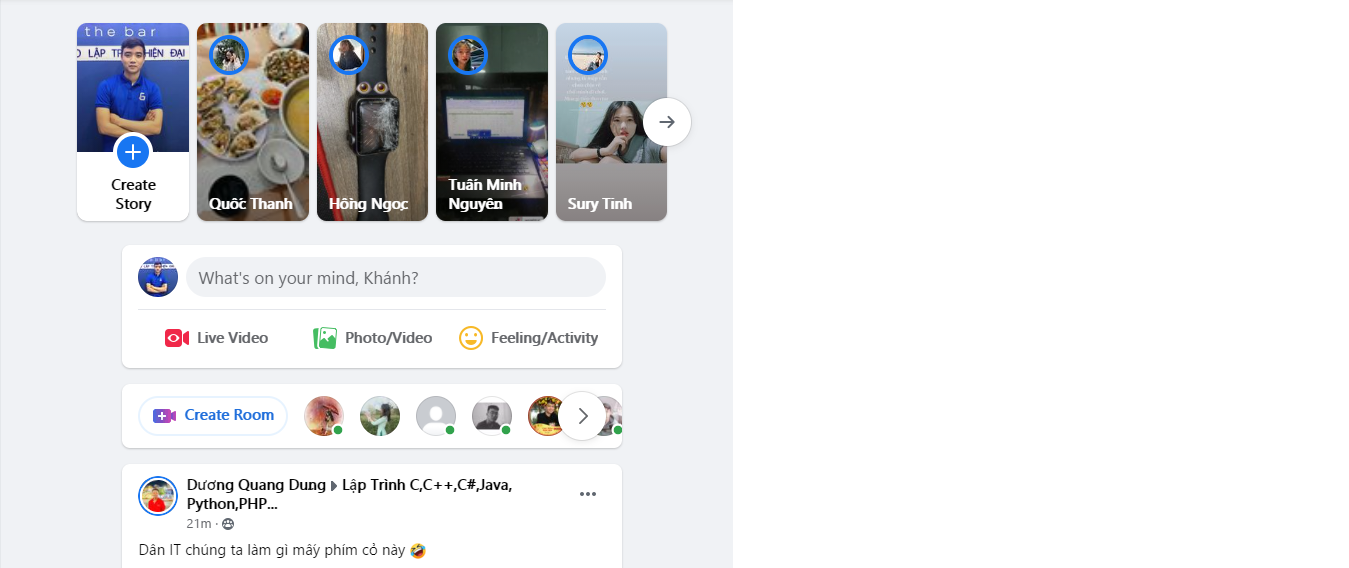 the bar
O LẬP TR HIỆN ĐẠI
Create
Story
Quốc Thanh
Hồng Ngọc
Tuấn Minh
Nguyễn
Sury Tinh
What's on your mind, Khánh?
Live Video
Photo/Video
Feeling/Activity
Create Room
Dương Quang Dung ▸ Lập Trình C,C++,C#,Java,
Python,PHP...
21m ·
Dân IT chúng ta làm gì mấy phím cỏ này 🤣